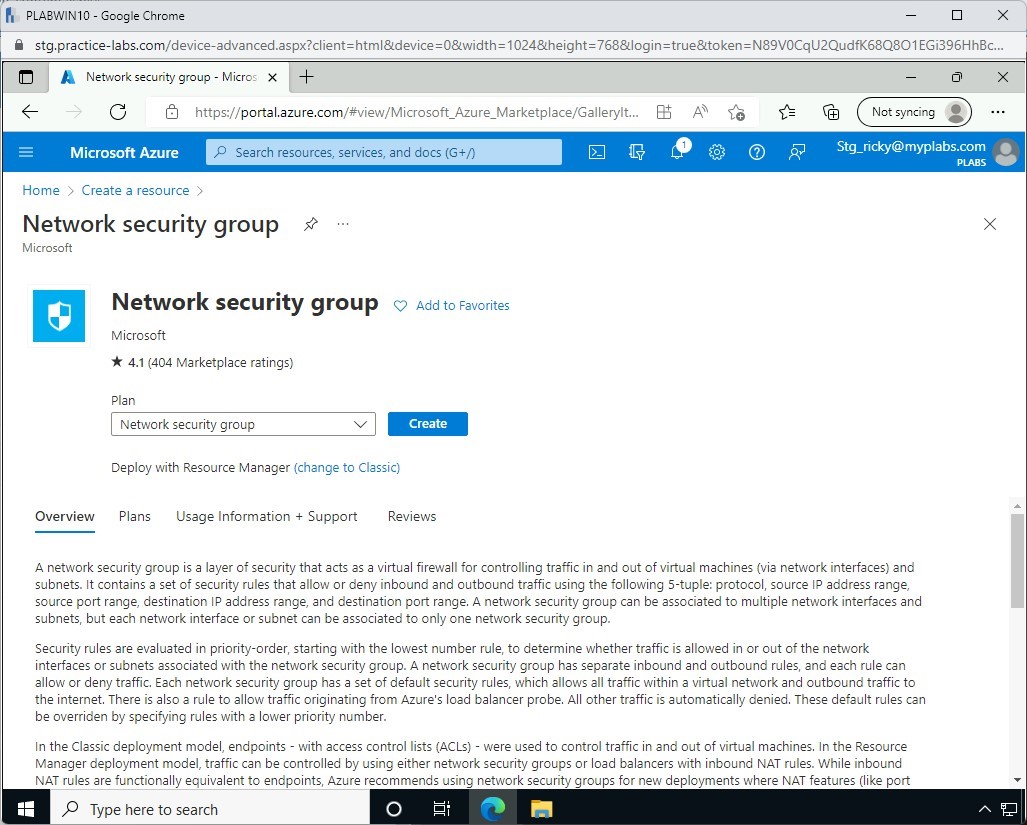 PLABWIN10 - Google Chrome
stg.practice-labs.com/device-advanced.aspx?client=html&device=0&width=1024&height=768&login=true&token=N89V0CqU2QudfK68Q8O1EGi396HhBc...
Network security group - Micros
https://portal.azure.com/#view/Microsoft_Azure_Marketplace/GalleryIt...
Not syncing
Microsoft Azure
Search resources, services, and docs (G+/)
1
Stg_ricky@myplabs.com
PLABS
Home > Create a resource >
Network security group
Microsoft
Network security group
Add to Favorites
Microsoft
★ 4.1 (404 Marketplace ratings)
Plan
Network security group
Create
Deploy with Resource Manager (change to Classic)
Overview Plans Usage Information + Support Reviews
A network security group is a layer of security that acts as a virtual firewall for controlling traffic in and out of virtual machines (via network interfaces) and
subnets. It contains a set of security rules that allow or deny inbound and outbound traffic using the following 5-tuple: protocol, source IP address range,
source port range, destination IP address range, and destination port range. A network security group can be associated to multiple network interfaces and
subnets, but each network interface or subnet can be associated to only one network security group.
Security rules are evaluated in priority-order, starting with the lowest number rule, to determine whether traffic is allowed in or out of the network
interfaces or subnets associated with the network security group. A network security group has separate inbound and outbound rules, and each rule can
allow or deny traffic. Each network security group has a set of default security rules, which allows all traffic within a virtual network and outbound traffic to
the internet. There is also a rule to allow traffic originating from Azure's load balancer probe. All other traffic is automatically denied. These default rules can
be overriden by specifying rules with a lower priority number.
In the Classic deployment model, endpoints - with access control lists (ACLs) - were used to control traffic in and out of virtual machines. In the Resource
Manager deployment model, traffic can be controlled by using either network security groups or load balancers with inbound NAT rules. While inbound
NAT rules are functionally equivalent to endpoints, Azure recommends using network security groups for new deployments where NAT features (like port
Type here to search